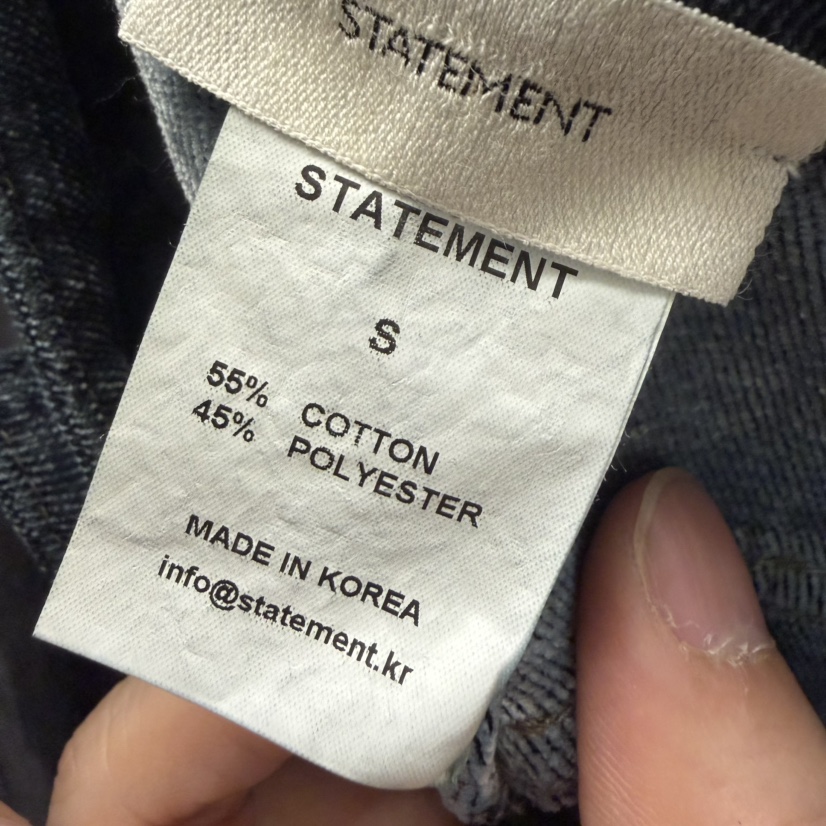 STATEMENT
STATEMENT
S
55% COTTON
45% POLYESTER
MADE IN KOREA
info@statement.kr